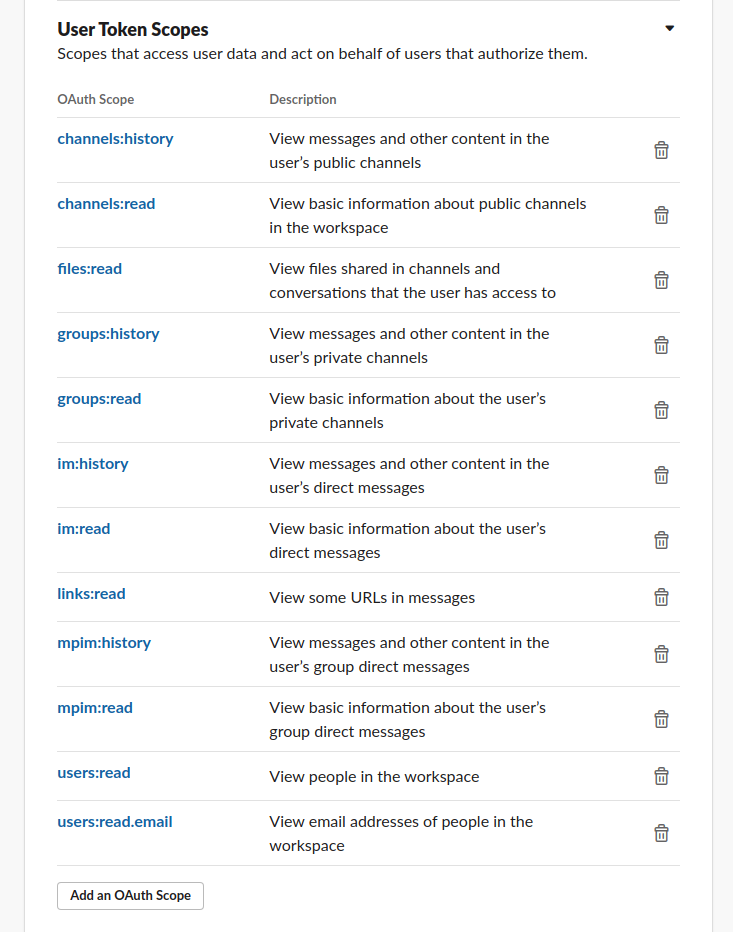 User Token Scopes
Scopes that access user data and act on behalf of users that authorize them.
OAuth Scope Description
channels:history View messages and other content in the
user’s public channels
channels:read View basic information about public channels
in the workspace
files:read View files shared in channels and
conversations that the user has access to
groups:history View messages and other content in the
user’s private channels
groups:read View basic information about the user’s
private channels
im:history View messages and other content in the
user’s direct messages
im:read View basic information about the user’s
direct messages
links:read View some URLs in messages
mpim:history View messages and other content in the
user’s group direct messages
mpim:read View basic information about the user’s
group direct messages
users:read View people in the workspace
users:read.email View email addresses of people in the
workspace
Add an OAuth Scope